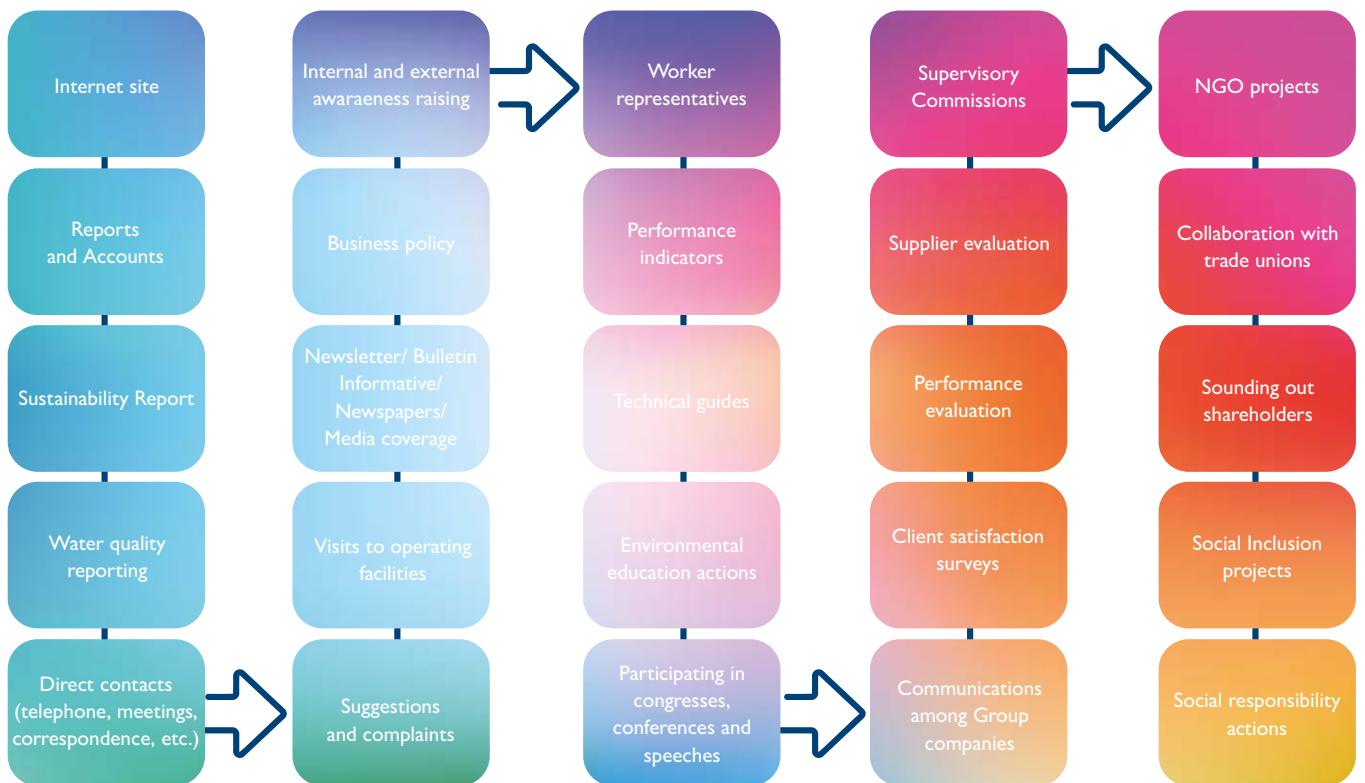 Internet site
Reports
and Accounts
Sustainability Report
Water quality
reporting
Direct contacts
(telephone, meetings,
correspondence, etc.)
Suggestions
and complaints
Visits to operating
facilities
Newsletter/ Bulletin
Informative/
Newspapers/
Media coverage
Business policy
Internal and external
awaraeness raising
Worker
representatives
Performance
indicators
Technical guides
Environmental
education actions
Participating in
congresses,
conferences and
speeches
Communications
among Group
companies
Client satisfaction
surveys
Performance
evaluation
Supplier evaluation
Supervisory
Commissions
NGO projects
Collaboration with
trade unions
Sounding out
shareholders
Social Inclusion
projects
Social responsibility
actions